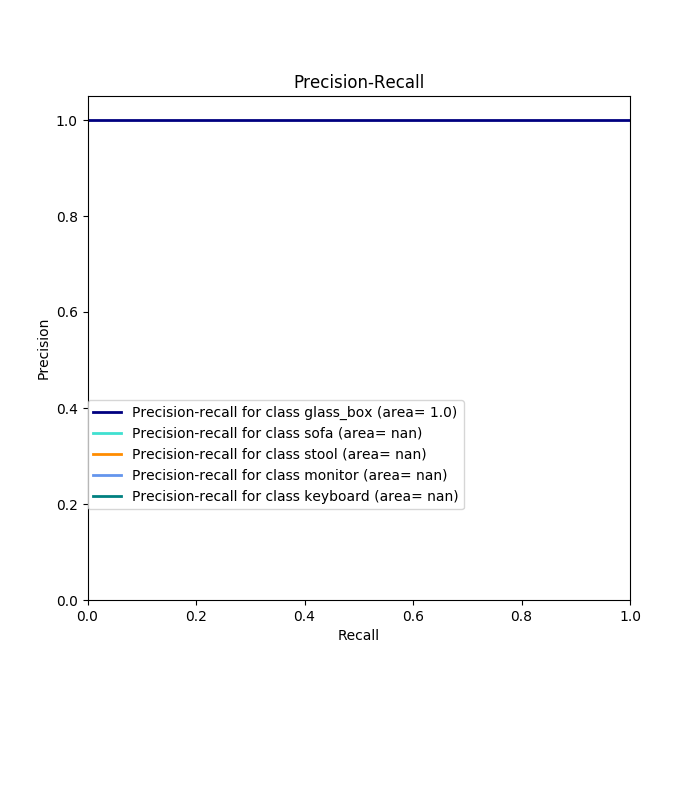 Precision-Recall
1.0
0.8
0.6
0.4
0.2
0.0
Precision
Precision-recall for class glass_box (area= 1.0)
Precision-recall for class sofa (area= nan)
Precision-recall for class stool (area= nan)
Precision-recall for class monitor (area= nan)
Precision-recall for class keyboard (area= nan)
0.0 0.2 0.4 0.6 0.8 1.0
Recall